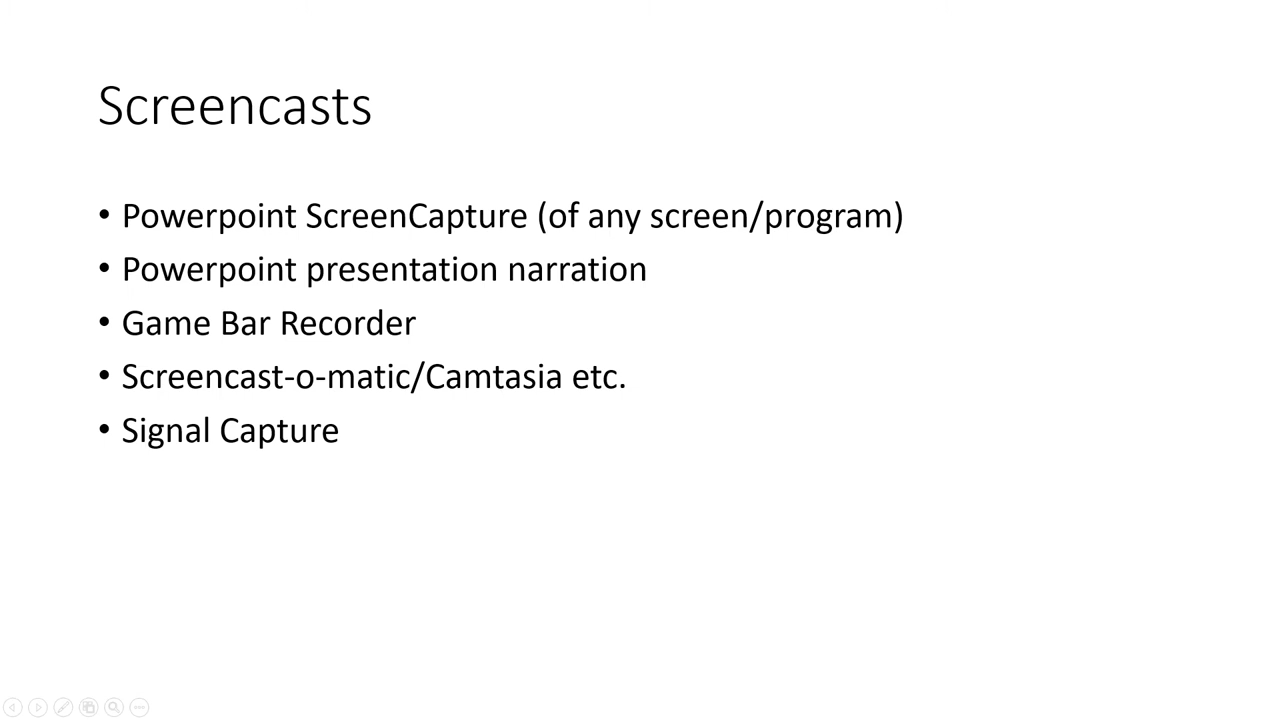 Screencasts
• Powerpoint ScreenCapture (of any screen/program)
• Powerpoint presentation narration
• Game Bar Recorder
• Screencast-o-matic/Camtasia etc.
• Signal Capture